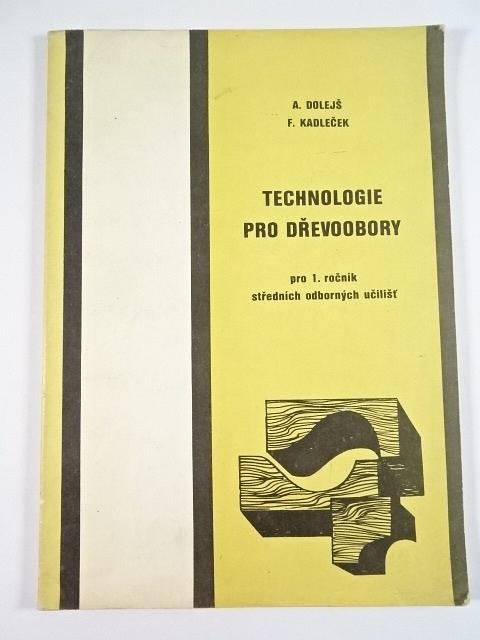 A. DOLEJŠ
F. KADLEČEK
TECHNOLOGIE
PRO DŘEVOOBORY
pro 1. ročník
středních odborných učilišť